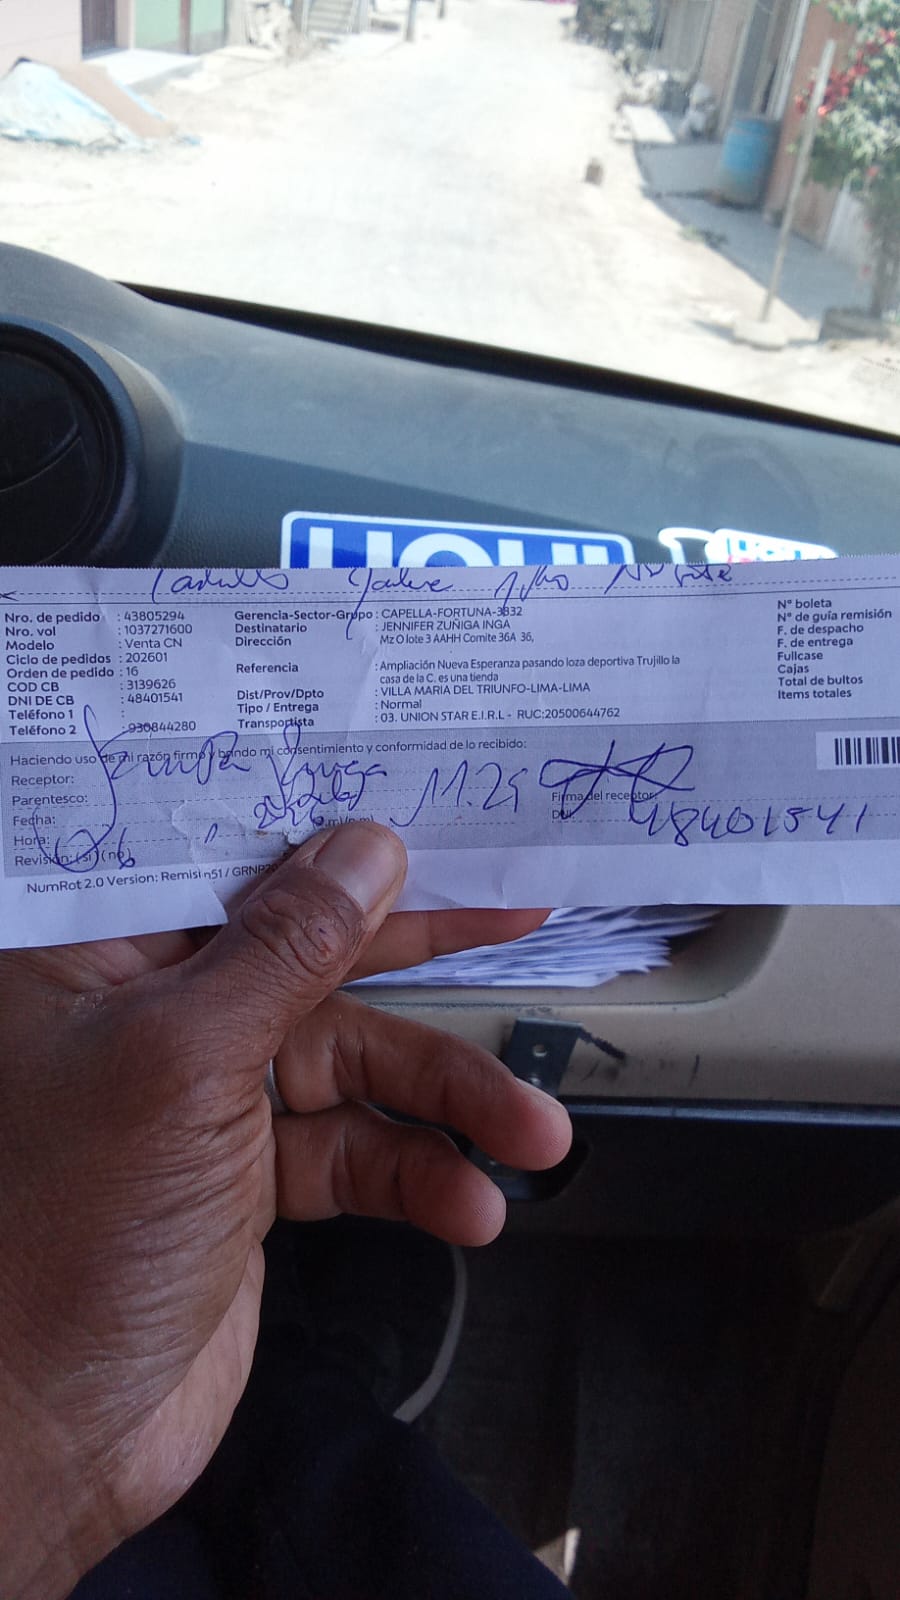 Nro. de pedido : 43805294
Nro. vol : 1037271600
Modelo : Venta CN
Ciclo de pedidos : 202601
Orden de pedido : 16
COD CB : 3139626
DNI DE CB : 48401541
Teléfono 1 :
Teléfono 2 : 930844280
Gerencia-Sector-Grupo : CAPELLA-FORTUNA-3832
Destinatario : JENNIFER ZUÑIGA INGA
Dirección Mz O lote 3 AAHH Comite 36A 36,
Referencia : Ampliación Nueva Esperanza pasando loza deportiva Trujillo la
casa de la C. es una tienda
Dist/Prov/Dpto : VILLA MARIA DEL TRIUNFO-LIMA-LIMA
Tipo / Entrega : Normal
Transportista : 03. UNION STAR E.I.R.L - RUC:20500644762
N° boleta
N° de guía remisión
F. de despacho
F. de entrega
Fullcase
Cajas
Total de bultos
Items totales
Haciendo uso de mi razón firmo y brindo mi consentimiento y conformidad de lo recibido:
Receptor:
Parentesco:
Fecha:
Hora: (a.m/p.m) 11.25
Revisión: (si) (no)
Firma del receptor
48401541
NumRot 2.0 Version: / GRNP